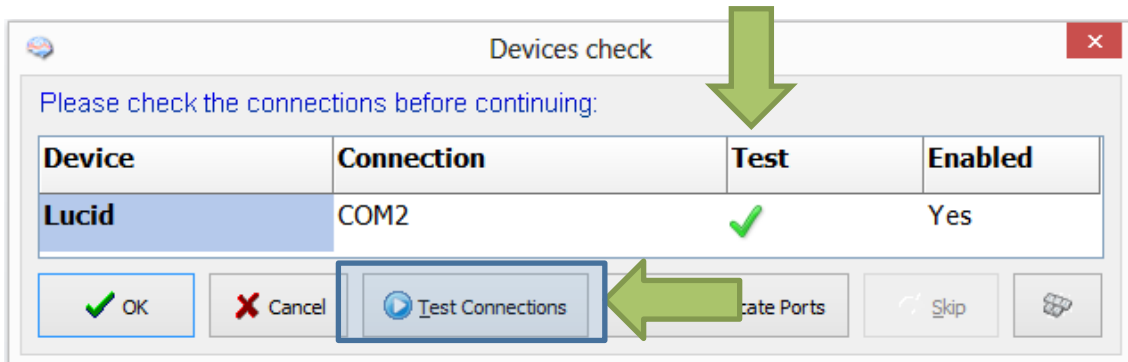 Devices check
Please check the connections before continuing:
Device Connection Test Enabled
Lucid COM2 Yes
OK Cancel Test Connections cate Ports Skip